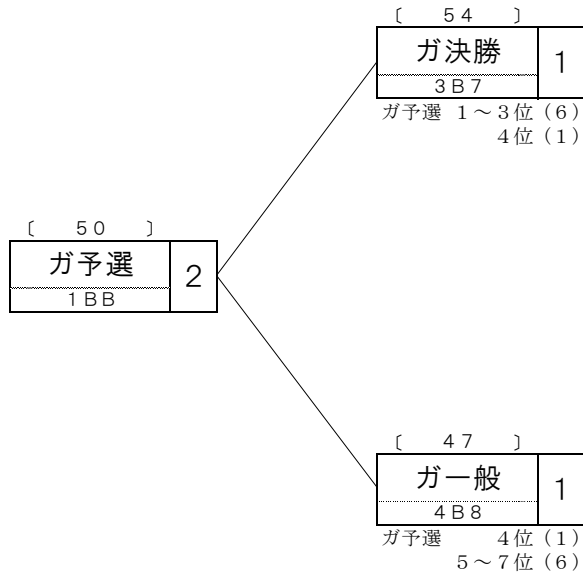 〔 54 〕
ガ決勝 1
3B7
ガ予選 1～3位(6)
4位(1)
〔 50 〕
ガ予選 2
1BB
〔 47 〕
ガ一般 1
4B8
ガ予選 4位(1)
5～7位(6)